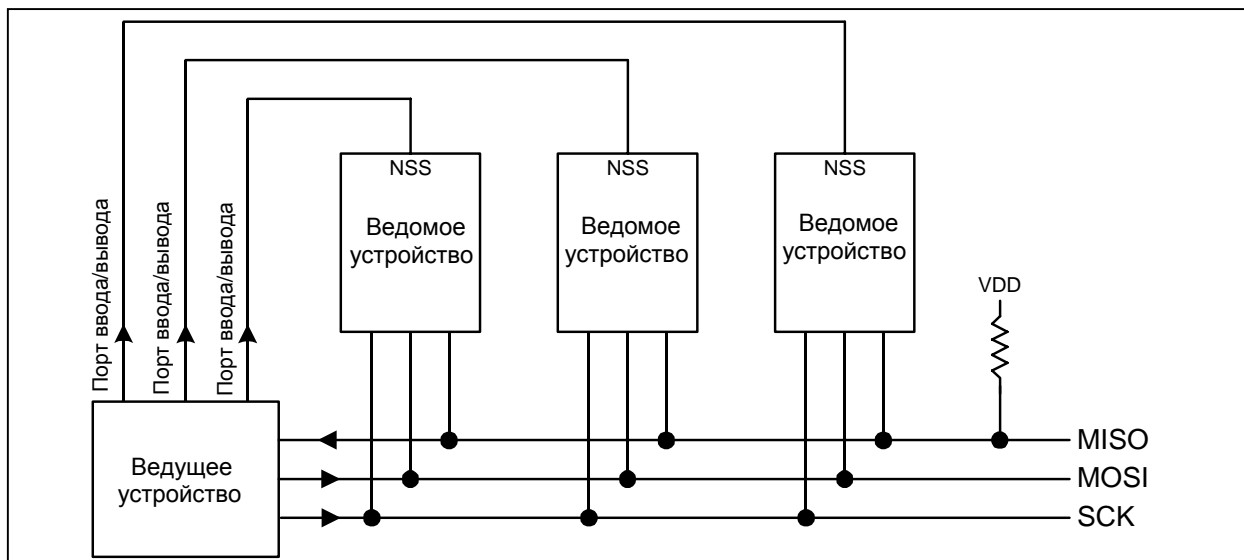 NSS
NSS
NSS
Ведомое
устройство
Ведомое
устройство
Ведомое
устройство
VDD
Порт ввода/вывода
Порт ввода/вывода
Порт ввода/вывода
Ведущее
устройство
MISO
MOSI
SCK